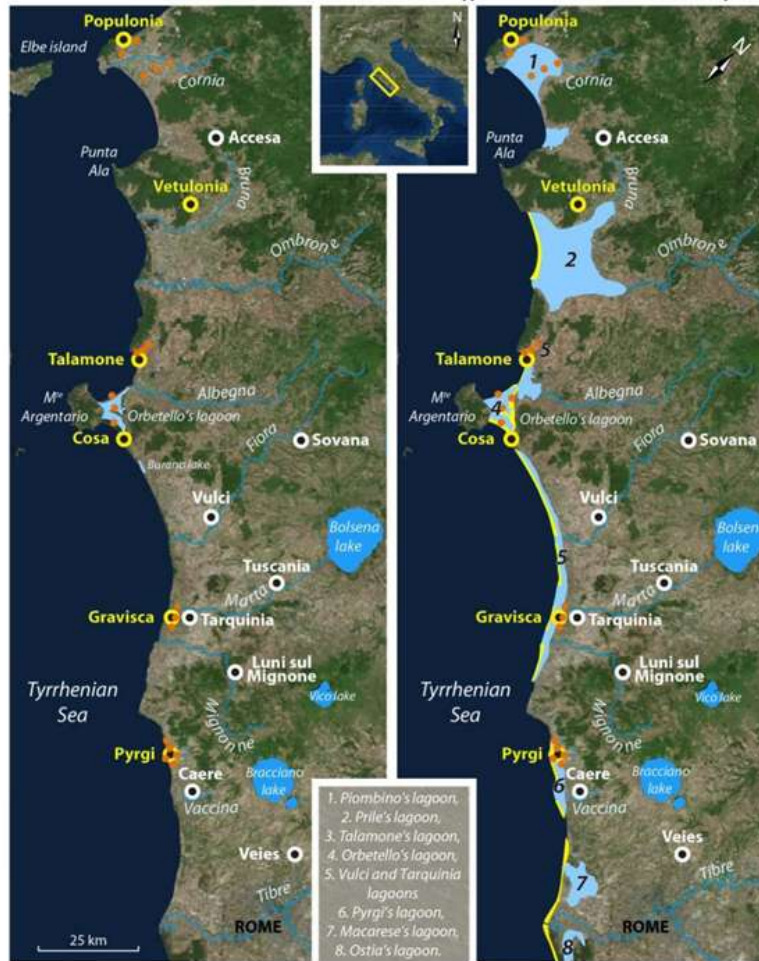 Populonia
Elbe island
Cornia
Accesa
Punta
Ala
Vetulonia
Bruna
Ombrone
Talamone
Mte
Argentario
Albegna
Orbetello's lagoon
Cosa
Fiora
Sovana
Burana lake
Vulci
Bolsena
lake
Tuscania
Marta
Gravisca
Tarquinia
Luni sul
Mignone
Tyrrhenian
Sea
Vico lake
Mignonne
Pyrgi
Caere
Bracciano
lake
Vaccina
Veies
Tibre
ROME
25 km
N
1. Piombino's lagoon,
2. Prile's lagoon,
3. Talamone's lagoon,
4. Orbetello's lagoon,
5. Vulci and Tarquinia
lagoons
6. Pyrgi's lagoon,
7. Macarese's lagoon,
8. Ostia's lagoon.
N
Populonia
1
Cornia
Accesa
Punta
Ala
Vetulonia
Bruna
2
Ombrone
5
Talamone
Mte
Argentario
4
Albegna
Orbetello's lagoon
Cosa
Fiora
Sovana
Vulci
Bolsena
lake
5
Tuscania
Marta
Gravisca
Tarquinia
Luni sul
Mignone
Tyrrhenian
Sea
Vico lake
Mignonne
Pyrgi
Caere
6
Bracciano
lake
Vaccina
Veies
7
Tibre
ROME
8